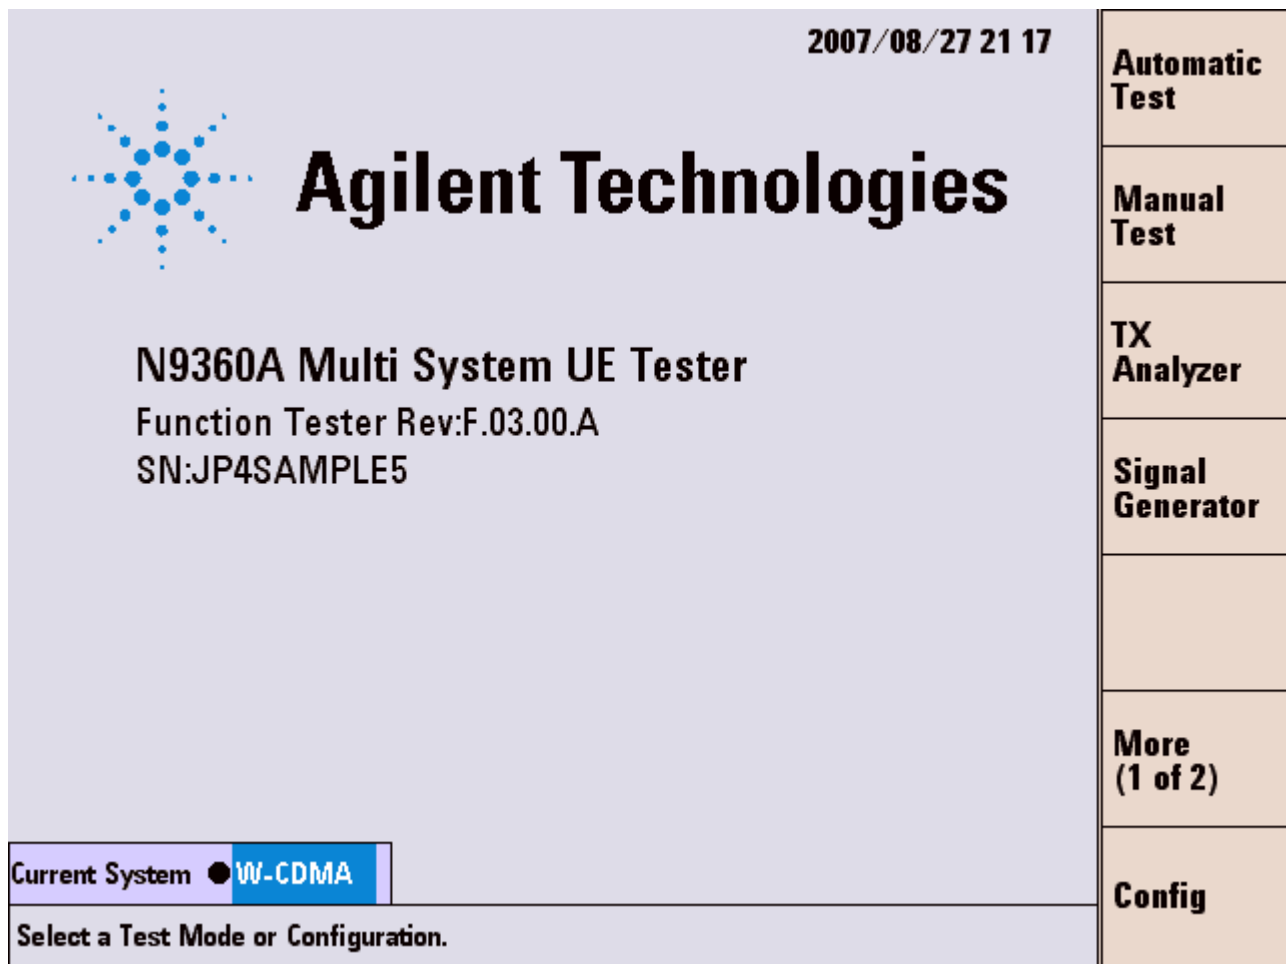 2007/08/27 21 17
Agilent Technologies
N9360A Multi System UE Tester
Function Tester Rev:F.03.00.A
SN:JP4SAMPLE5
Current System ●W-CDMA
Select a Test Mode or Configuration.
Automatic
Test
Manual
Test
TX
Analyzer
Signal
Generator
More
(1 of 2)
Config